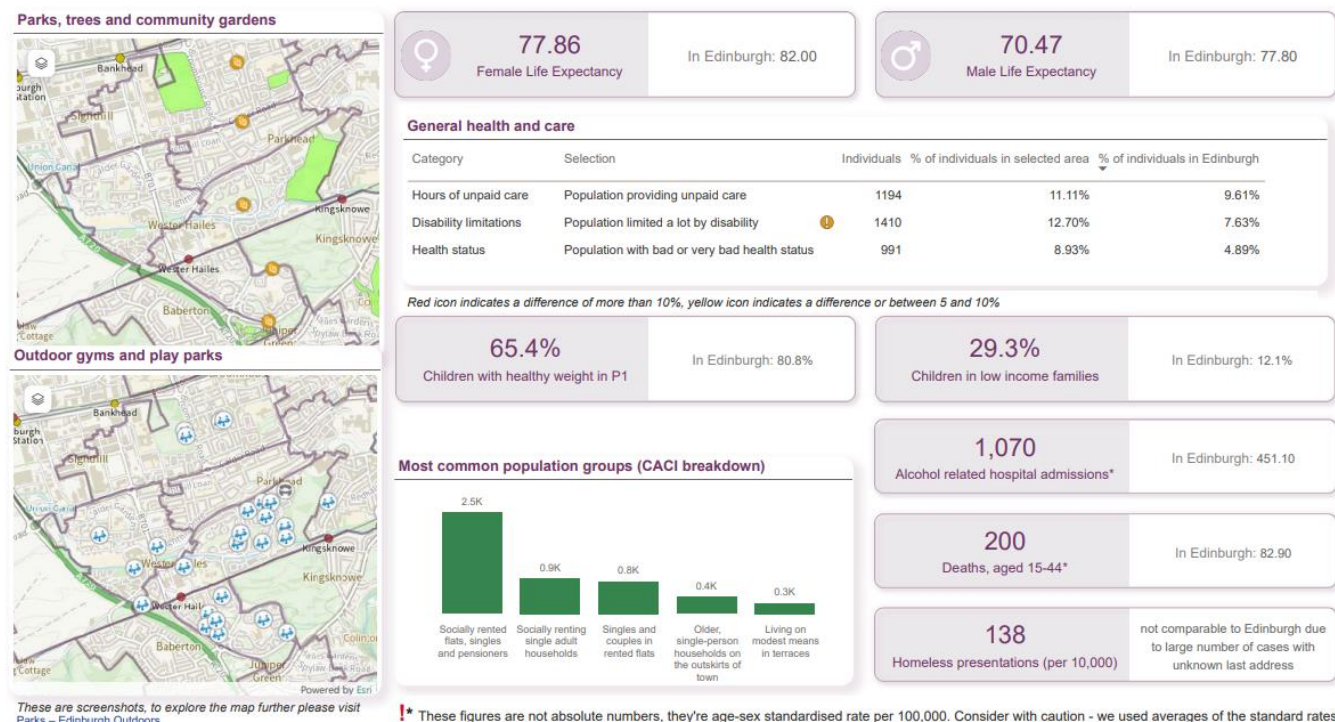 Parks, trees and community gardens
Bankhead
burgh
Station
Sighthill
Parkhead
Union Canal
Kingsknowe
Wester Hailes
Kingsknowe
Wester Hailes
Baberton
Cottage
Juniper
Green
Outdoor gyms and play parks
Bankhead
burgh
Station
Sighthill
Parkhead
Union Canal
Kingsknowe
Kingsknowe
Wester Hail
Baberton
Cottage
Juniper
Green
Powered by Esri
These are screenshots, to explore the map further please visit
Parks – Edinburgh Outdoors
77.86
Female Life Expectancy
In Edinburgh: 82.00
70.47
Male Life Expectancy
In Edinburgh: 77.80
General health and care
Category Selection Individuals % of individuals in selected area % of individuals in Edinburgh
Hours of unpaid care Population providing unpaid care 1194 11.11% 9.61%
Disability limitations Population limited a lot by disability 1410 12.70% 7.63%
Health status Population with bad or very bad health status 991 8.93% 4.89%
Red icon indicates a difference of more than 10%, yellow icon indicates a difference or between 5 and 10%
65.4%
Children with healthy weight in P1
In Edinburgh: 80.8%
29.3%
Children in low income families
In Edinburgh: 12.1%
1,070
Alcohol related hospital admissions*
In Edinburgh: 451.10
Most common population groups (CACI breakdown)
2.5K
0.9K
0.8K
0.4K
0.3K
Socially rented flats, singles and pensioners
Socially renting single adult households
Singles and couples in rented flats
Older, single-person households on the outskirts of town
Living on modest means in terraces
200
Deaths, aged 15-44*
In Edinburgh: 82.90
138
Homeless presentations (per 10,000)
not comparable to Edinburgh due
to large number of cases with
unknown last address
!* These figures are not absolute numbers, they're age-sex standardised rate per 100,000. Consider with caution - we used averages of the standard rates